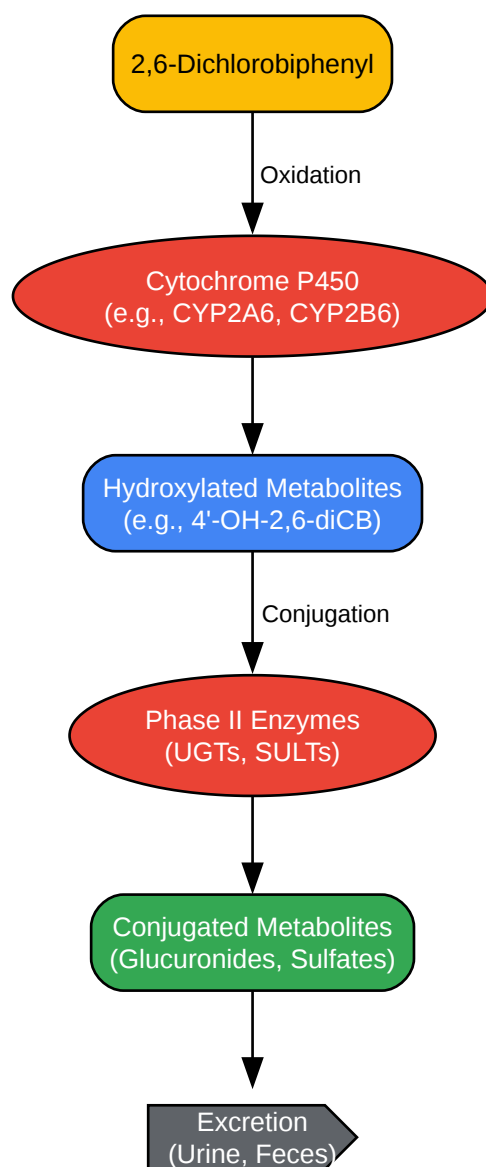 2,6-Dichlorobiphenyl
Oxidation
Cytochrome P450
(e.g., CYP2A6, CYP2B6)
Hydroxylated Metabolites
(e.g., 4'-OH-2,6-diCB)
Conjugation
Phase II Enzymes
(UGTs, SULTs)
Conjugated Metabolites
(Glucuronides, Sulfates)
Excretion
(Urine, Feces)